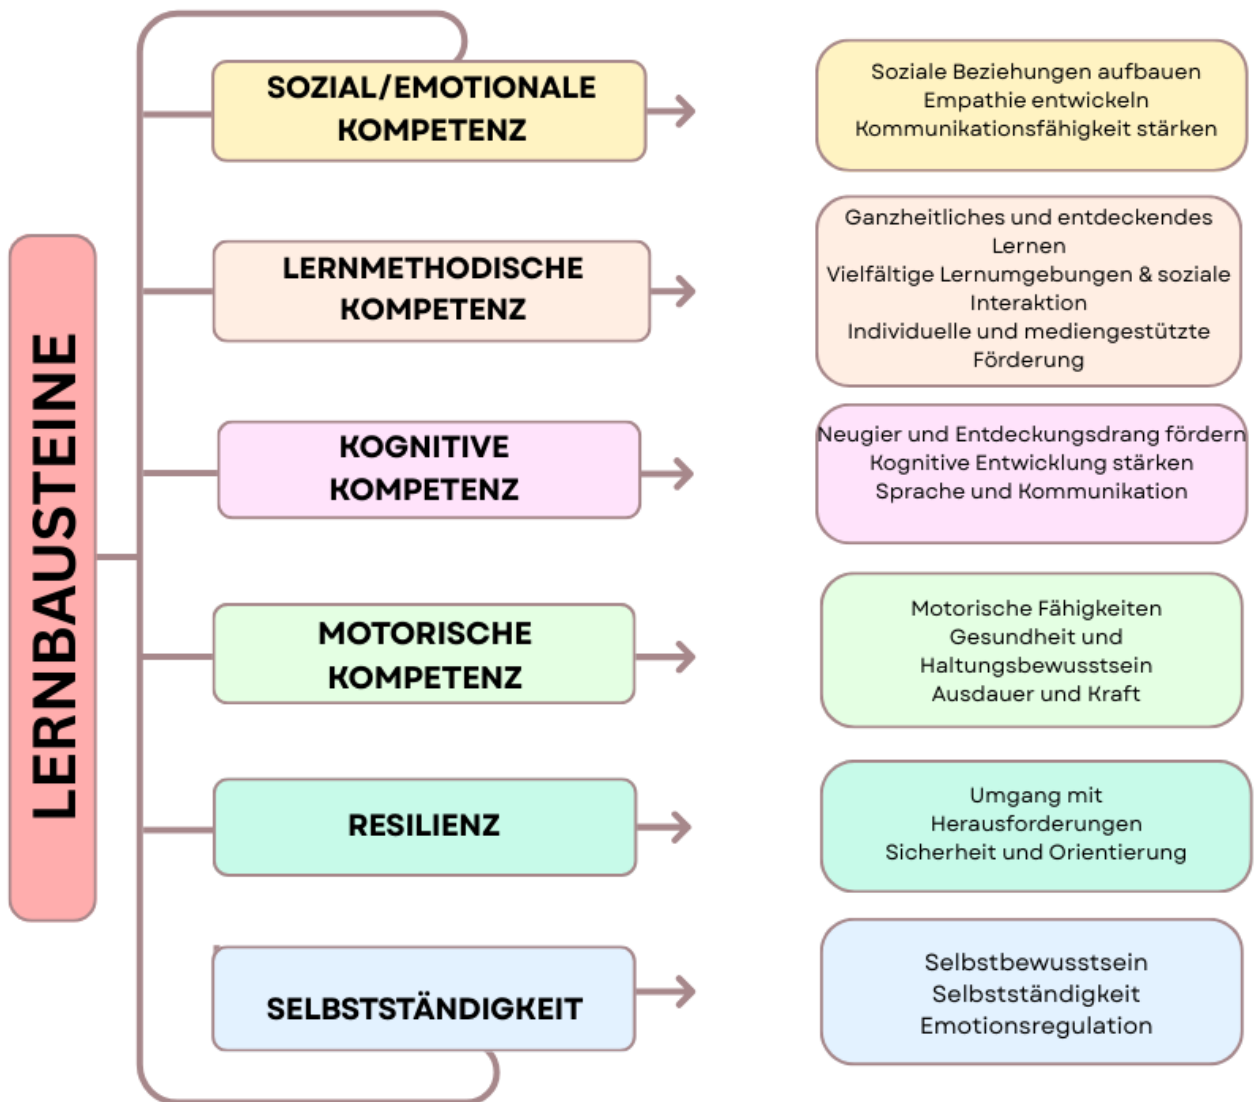 LERNBAUSTEINE
SOZIAL/EMOTIONALE
KOMPETENZ
Soziale Beziehungen aufbauen
Empathie entwickeln
Kommunikationsfähigkeit stärken
LERNMETHODISCHE
KOMPETENZ
Ganzheitliches und entdeckendes
Lernen
Vielfältige Lernumgebungen & soziale
Interaktion
Individuelle und mediengestützte
Förderung
KOGNITIVE
KOMPETENZ
Neugier und Entdeckungsdrang fördern
Kognitive Entwicklung stärken
Sprache und Kommunikation
MOTORISCHE
KOMPETENZ
Motorische Fähigkeiten
Gesundheit und
Haltungsbewusstsein
Ausdauer und Kraft
RESILIENZ
Umgang mit
Herausforderungen
Sicherheit und Orientierung
SELBSTSTÄNDIGKEIT
Selbstbewusstsein
Selbstständigkeit
Emotionsregulation